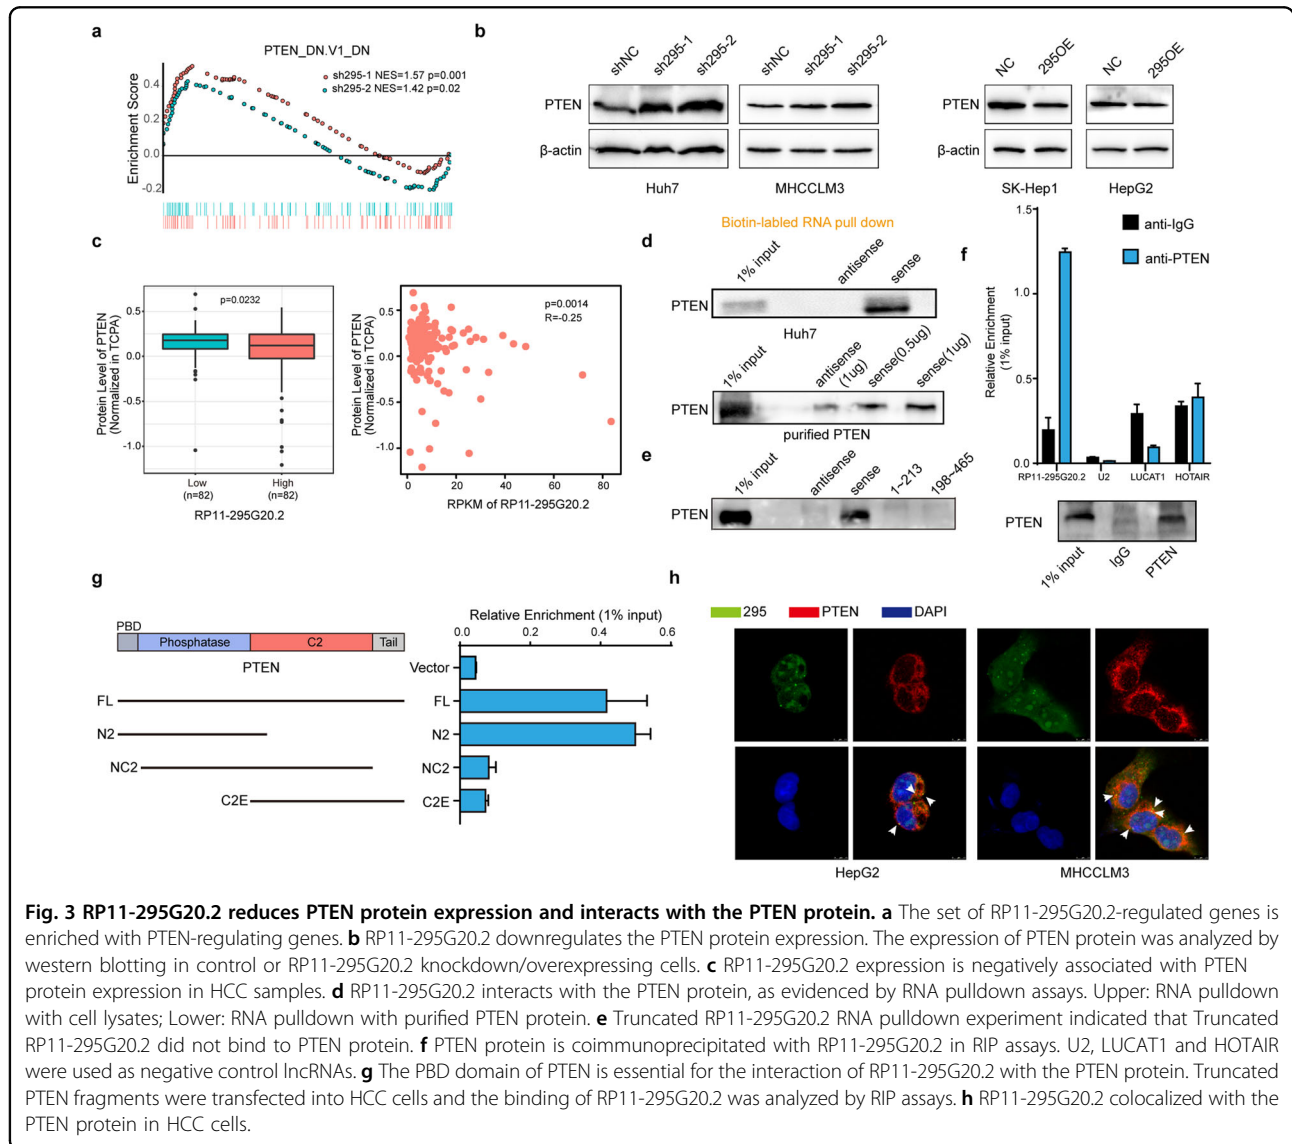 a
PTEN_DN.V1_DN
sh295-1 NES=1.57 p=0.001
sh295-2 NES=1.42 p=0.02
Enrichment Score
0.4
0.2
0.0
-0.2
b
shNC
sh295-1
sh295-2
shNC
sh295-1
sh295-2
NC
295OE
NC
295OE
PTEN
β-actin
Huh7
MHCCLM3
PTEN
β-actin
SK-Hep1
HepG2
c
p=0.0232
Protein Level of PTEN
(Normalized in TCPA)
0.5
0.0
-0.5
-1.0
Low
(n=82)
High
(n=82)
RP11-295G20.2
p=0.0014
R=-0.25
Protein Level of PTEN
(Normalized in TCPA)
0.5
0.0
-0.5
-1.0
0
20
40
60
80
RPKM of RP11-295G20.2
Biotin-labled RNA pull down
d
1% input
antisense
sense
PTEN
Huh7
1% input
antisense
(1ug)
sense(0.5ug)
sense(1ug)
PTEN
purified PTEN
e
1% input
antisense
sense
1~213
198~465
PTEN
f
anti-IgG
anti-PTEN
Relative Enrichment
(1% input)
1.5
1.0
0.5
0.0
RP11-295G20.2
U2
LUCAT1
HOTAIR
PTEN
1% input
IgG
PTEN
g
PBD
Phosphatase
C2
Tail
PTEN
FL
N2
NC2
C2E
Relative Enrichment (1% input)
0.0
0.2
0.4
0.6
Vector
FL
N2
NC2
C2E
h
295
PTEN
DAPI
HepG2
MHCCLM3
Fig. 3 RP11-295G20.2 reduces PTEN protein expression and interacts with the PTEN protein. a The set of RP11-295G20.2-regulated genes is
enriched with PTEN-regulating genes. b RP11-295G20.2 downregulates the PTEN protein expression. The expression of PTEN protein was analyzed by
western blotting in control or RP11-295G20.2 knockdown/overexpressing cells. c RP11-295G20.2 expression is negatively associated with PTEN
protein expression in HCC samples. d RP11-295G20.2 interacts with the PTEN protein, as evidenced by RNA pulldown assays. Upper: RNA pulldown
with cell lysates; Lower: RNA pulldown with purified PTEN protein. e Truncated RP11-295G20.2 RNA pulldown experiment indicated that Truncated
RP11-295G20.2 did not bind to PTEN protein. f PTEN protein is coimmunoprecipitated with RP11-295G20.2 in RIP assays. U2, LUCAT1 and HOTAIR
were used as negative control lncRNAs. g The PBD domain of PTEN is essential for the interaction of RP11-295G20.2 with the PTEN protein. Truncated
PTEN fragments were transfected into HCC cells and the binding of RP11-295G20.2 was analyzed by RIP assays. h RP11-295G20.2 colocalized with the
PTEN protein in HCC cells.